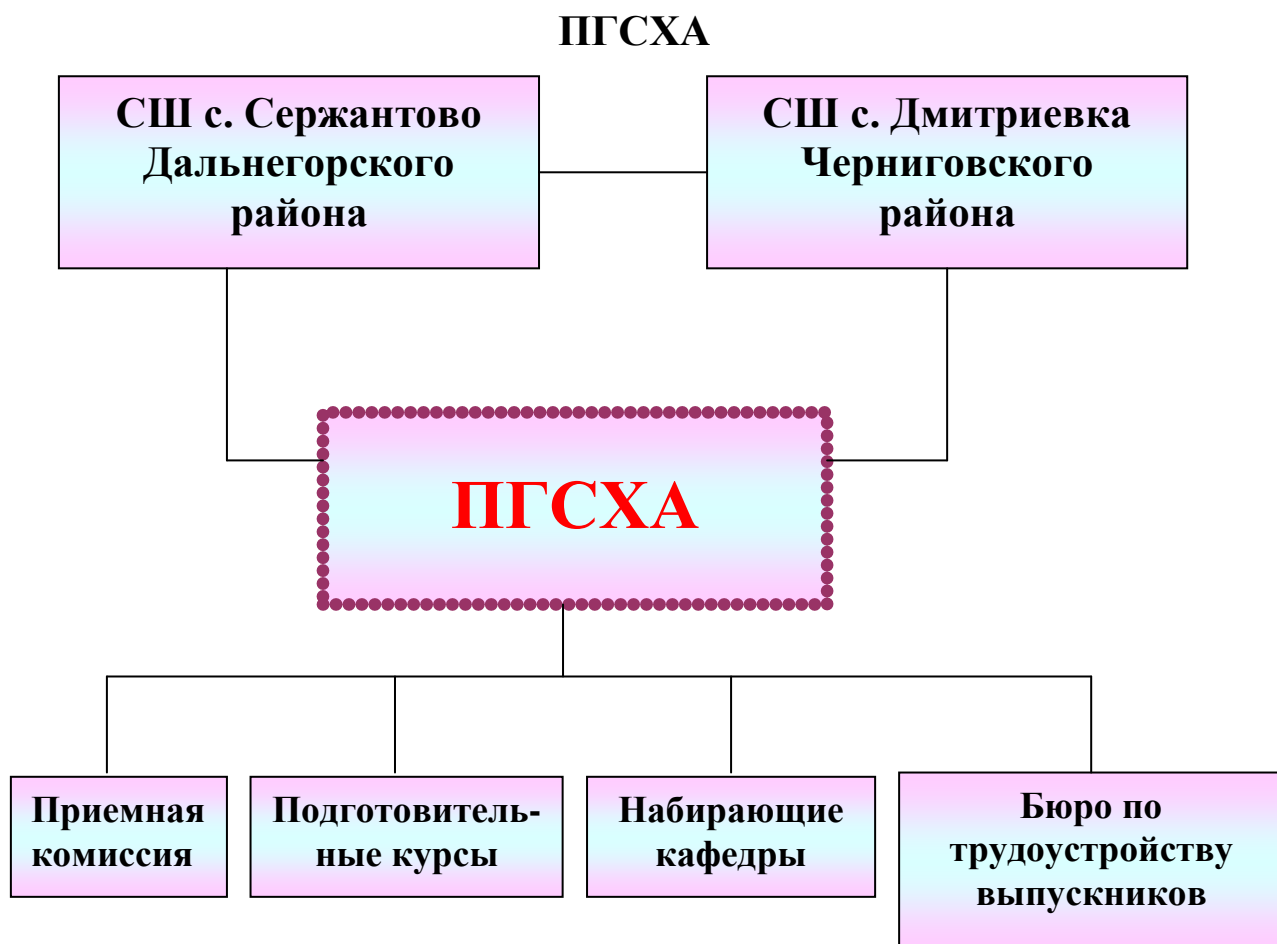 ПГСХА
СШ с. Сержантово
Дальнегорского
района
СШ с. Дмитриевка
Черниговского
района
ПГСХА
Приемная
комиссия
Подготовитель-
ные курсы
Набирающие
кафедры
Бюро по
трудоустройству
выпускников